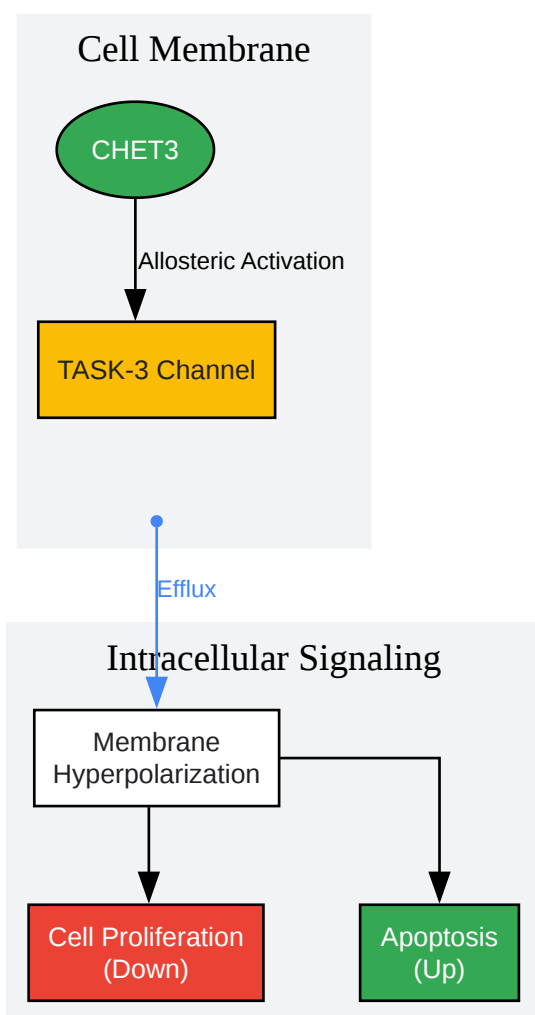 Cell Membrane
CHET3
Allosteric Activation
TASK-3 Channel
Efflux
Intracellular Signaling
Membrane
Hyperpolarization
Cell Proliferation
(Down)
Apoptosis
(Up)